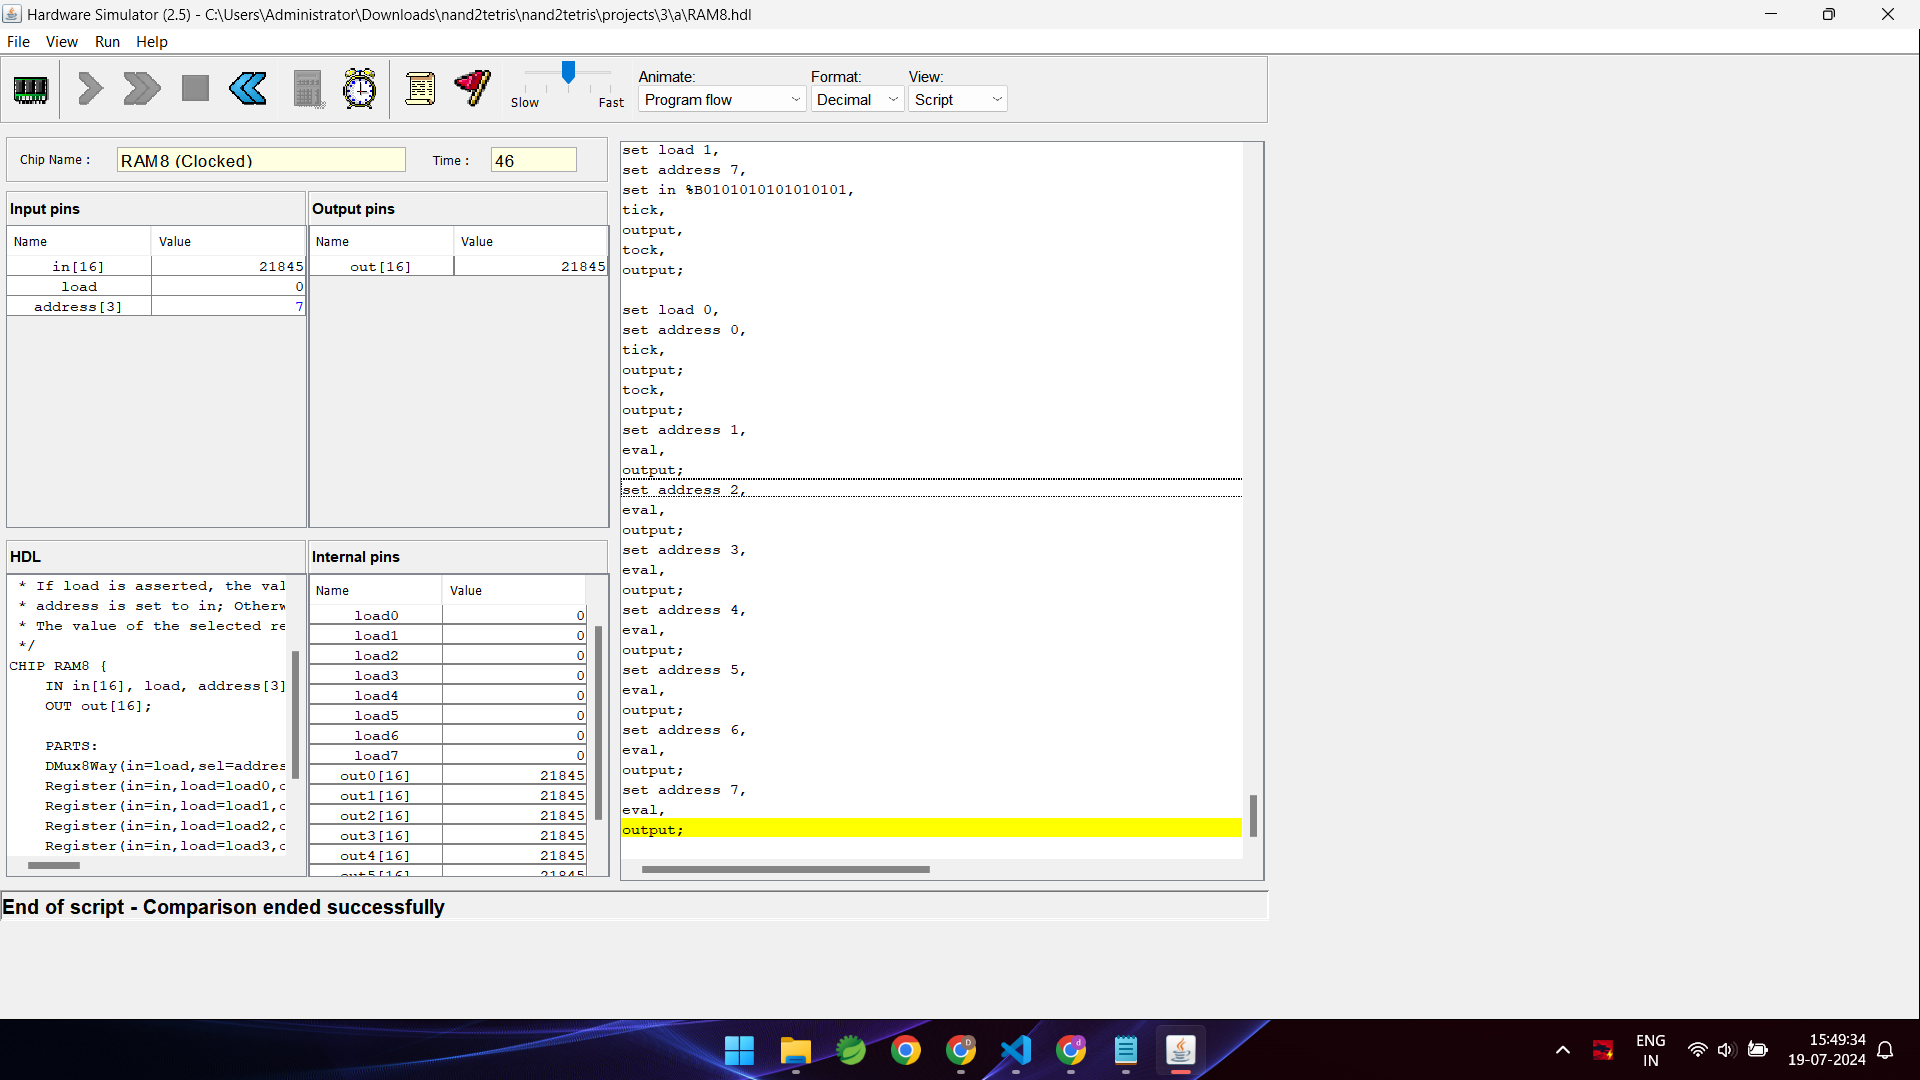 Hardware Simulator (2.5) - C:\Users\Administrator\Downloads\nand2tetris\nand2tetris\projects\3\a\RAM8.hdl
File View Run Help
Slow Fast
Animate: Format: View:
Program flow Decimal Script
Chip Name : RAM8 (Clocked) Time : 46
Input pins
Name Value
in[16] 21845
load 0
address[3] 7
Output pins
Name Value
out[16] 21845
HDL
* If load is asserted, the val
* address is set to in; Otherw
* The value of the selected re
*/
CHIP RAM8 {
IN in[16], load, address[3]
OUT out[16];
PARTS:
DMux8Way(in=load,sel=addres
Register(in=in,load=load0,o
Register(in=in,load=load1,o
Register(in=in,load=load2,o
Register(in=in,load=load3,o
Internal pins
Name Value
load0 0
load1 0
load2 0
load3 0
load4 0
load5 0
load6 0
load7 0
out0[16] 21845
out1[16] 21845
out2[16] 21845
out3[16] 21845
out4[16] 21845
out5[16] 21845
set load 1,
set address 7,
set in %B0101010101010101,
tick,
output,
tock,
output;
set load 0,
set address 0,
tick,
output;
tock,
output;
set address 1,
eval,
output;
set address 2,
eval,
output;
set address 3,
eval,
output;
set address 4,
eval,
output;
set address 5,
eval,
output;
set address 6,
eval,
output;
set address 7,
eval,
output;
End of script - Comparison ended successfully
D
d
ENG
IN
15:49:34
19-07-2024